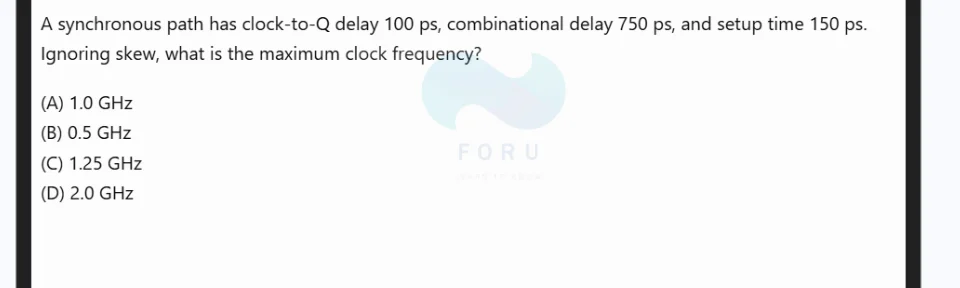 A synchronous path has clock-to-Q delay 100 ps, combinational delay 750 ps, and setup time 150 ps.
Ignoring skew, what is the maximum clock frequency?
(A) 1.0 GHz
(B) 0.5 GHz
(C) 1.25 GHz
(D) 2.0 GHz
FORU